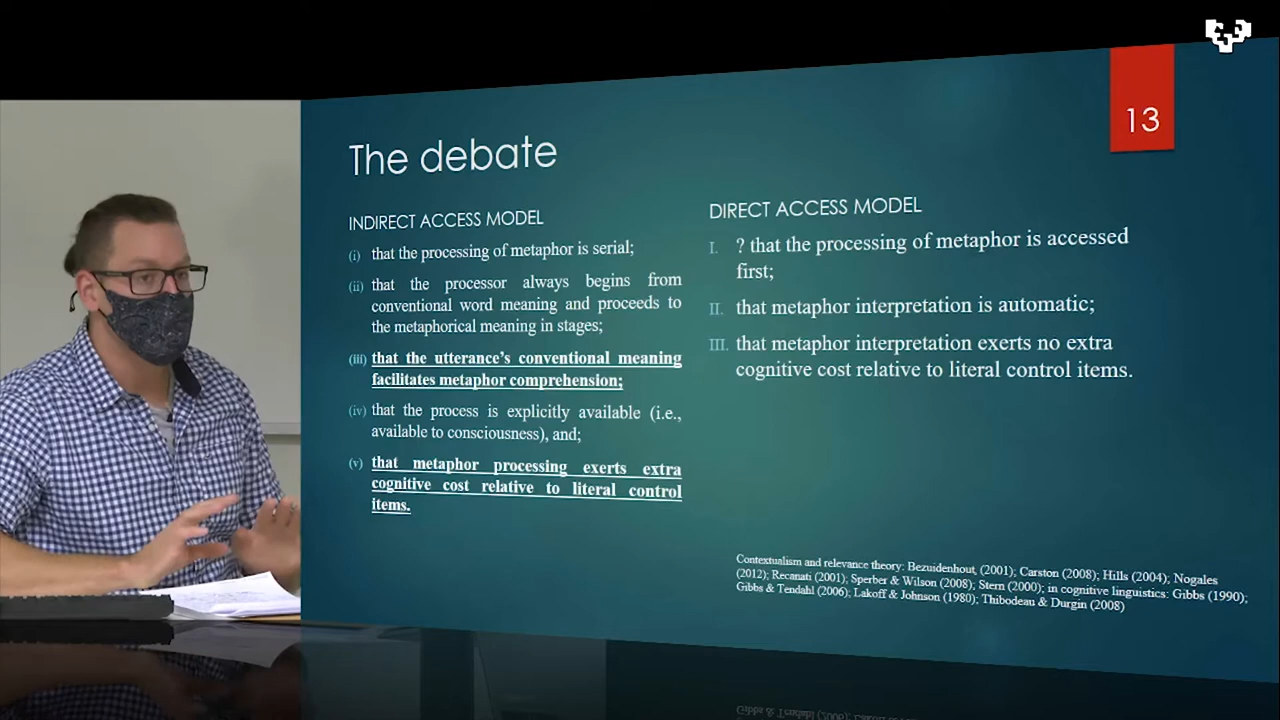 13
The debate
INDIRECT ACCESS MODEL
(i) that the processing of metaphor is serial;
(ii) that the processor always begins from
conventional word meaning and proceeds to
the metaphorical meaning in stages;
(iii) that the utterance's conventional meaning
facilitates metaphor comprehension;
(iv) that the process is explicitly available (i.e.,
available to consciousness), and;
(v) that metaphor processing exerts extra
cognitive cost relative to literal control
items.
DIRECT ACCESS MODEL
I. ? that the processing of metaphor is accessed
first;
II. that metaphor interpretation is automatic;
III. that metaphor interpretation exerts no extra
cognitive cost relative to literal control items.
Contextualism and relevance theory: Bezuidenhout, (2001); Carston (2008); Hills (2004); Nogales
(2012); Recanati (2001); Sperber & Wilson (2008); Stern (2000); in cognitive linguistics: Gibbs (1990);
Gibbs & Tendahl (2006); Lakoff & Johnson (1980); Thibodeau & Durgin (2008)